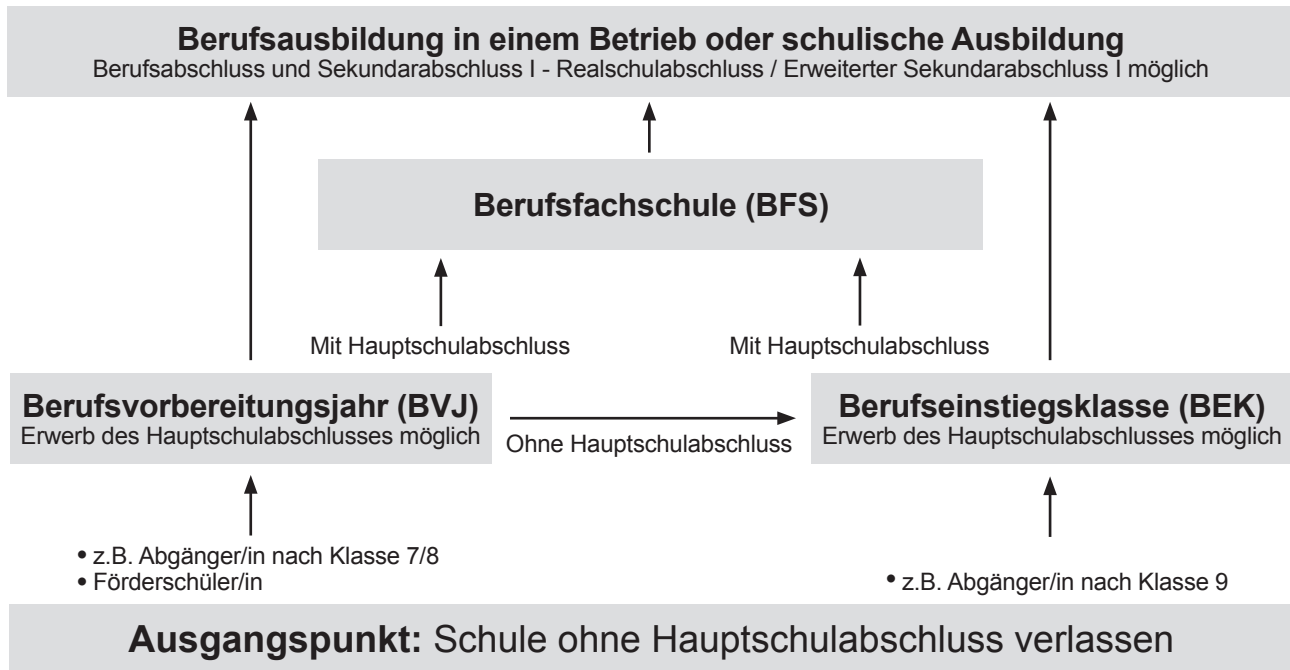 Berufsausbildung in einem Betrieb oder schulische Ausbildung
Berufsabschluss und Sekundarabschluss I - Realschulabschluss / Erweiterter Sekundarabschluss I möglich
Berufsfachschule (BFS)
Mit Hauptschulabschluss
Mit Hauptschulabschluss
Berufsvorbereitungsjahr (BVJ)
Erwerb des Hauptschulabschlusses möglich
Ohne Hauptschulabschluss
Berufseinstiegsklasse (BEK)
Erwerb des Hauptschulabschlusses möglich
• z.B. Abgänger/in nach Klasse 7/8
• Förderschüler/in
• z.B. Abgänger/in nach Klasse 9
Ausgangspunkt: Schule ohne Hauptschulabschluss verlassen